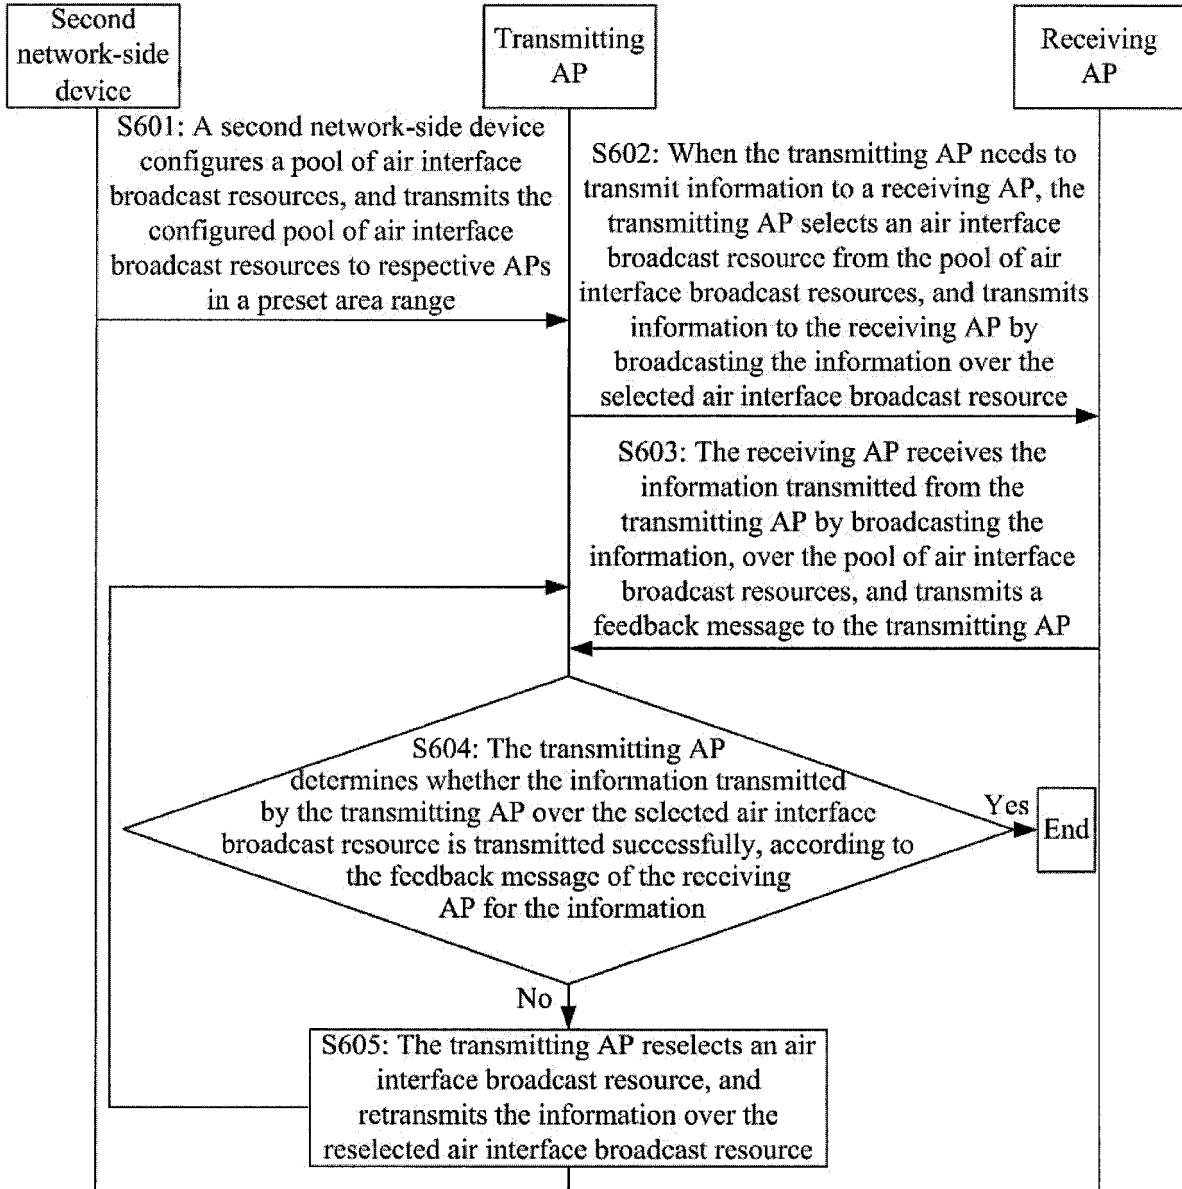 Second
network-side
device
Transmitting
AP
Receiving
AP
S601: A second network-side device
configures a pool of air interface
broadcast resources, and transmits the
configured pool of air interface
broadcast resources to respective APs
in a preset area range
S602: When the transmitting AP needs to
transmit information to a receiving AP, the
transmitting AP selects an air interface
broadcast resource from the pool of air
interface broadcast resources, and transmits
information to the receiving AP by
broadcasting the information over the
selected air interface broadcast resource
S603: The receiving AP receives the
information transmitted from the
transmitting AP by broadcasting the
information, over the pool of air interface
broadcast resources, and transmits a
feedback message to the transmitting AP
S604: The transmitting AP
determines whether the information transmitted
by the transmitting AP over the selected air interface
broadcast resource is transmitted successfully, according to
the feedback message of the receiving
AP for the information
Yes
End
No
S605: The transmitting AP reselects an air
interface broadcast resource, and
retransmits the information over the
reselected air interface broadcast resource